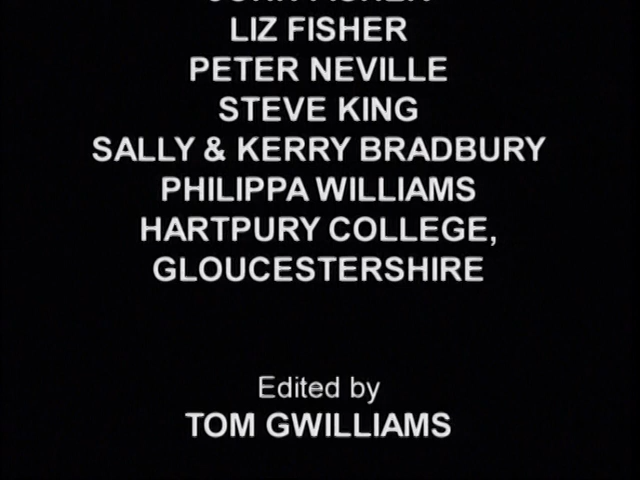 LIZ FISHER
PETER NEVILLE
STEVE KING
SALLY & KERRY BRADBURY
PHILIPPA WILLIAMS
HARTPURY COLLEGE,
GLOUCESTERSHIRE
Edited by
TOM GWILLIAMS